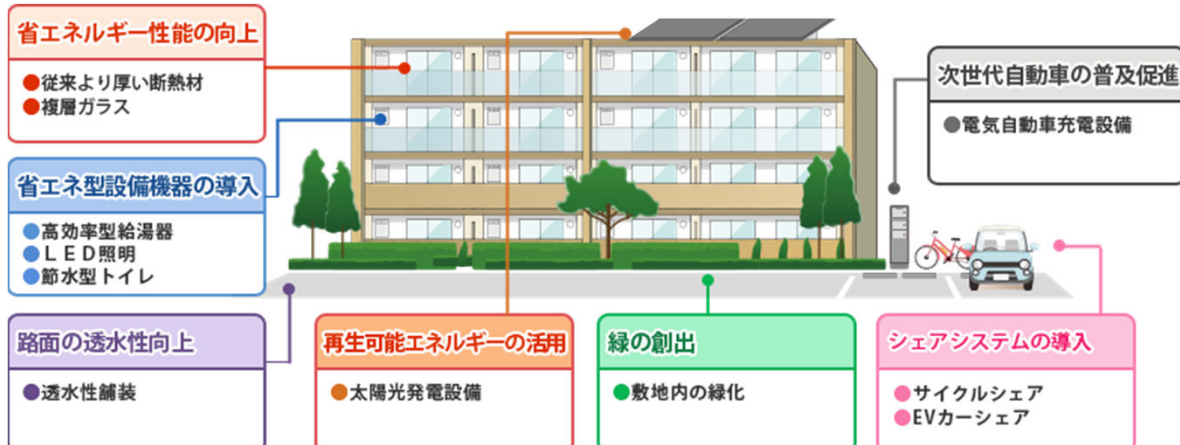 省エネルギー性能の向上
●従来より厚い断熱材
●複層ガラス
省エネ型設備機器の導入
●高効率型給湯器
●ＬＥＤ照明
●節水型トイレ
次世代自動車の普及促進
●電気自動車充電設備
路面の透水性向上
●透水性舗装
再生可能エネルギーの活用
●太陽光発電設備
緑の創出
●敷地内の緑化
シェアシステムの導入
●サイクルシェア
●EVカーシェア